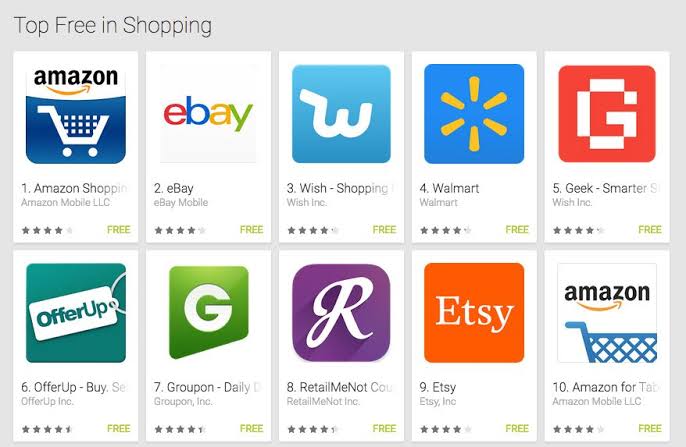 Top Free in Shopping
amazon
ebay
w
G
1. Amazon Shoppin
2. eBay
3. Wish - Shopping
4. Walmart
5. Geek - Smarter S
Amazon Mobile LLC
eBay Mobile
Wish Inc.
Walmart
Wish Inc.
FREE
FREE
FREE
FREE
FREE
OfferUp
G
R
Etsy
amazon
6. OfferUp - Buy. Se
7. Groupon - Daily D
8. RetailMeNot Cou
9. Etsy
10. Amazon for Tab
OfferUp Inc.
Groupon, Inc.
RetailMeNot Inc.
Etsy, Inc
Amazon Mobile LLC
FREE
FREE
FREE
FREE
FREE